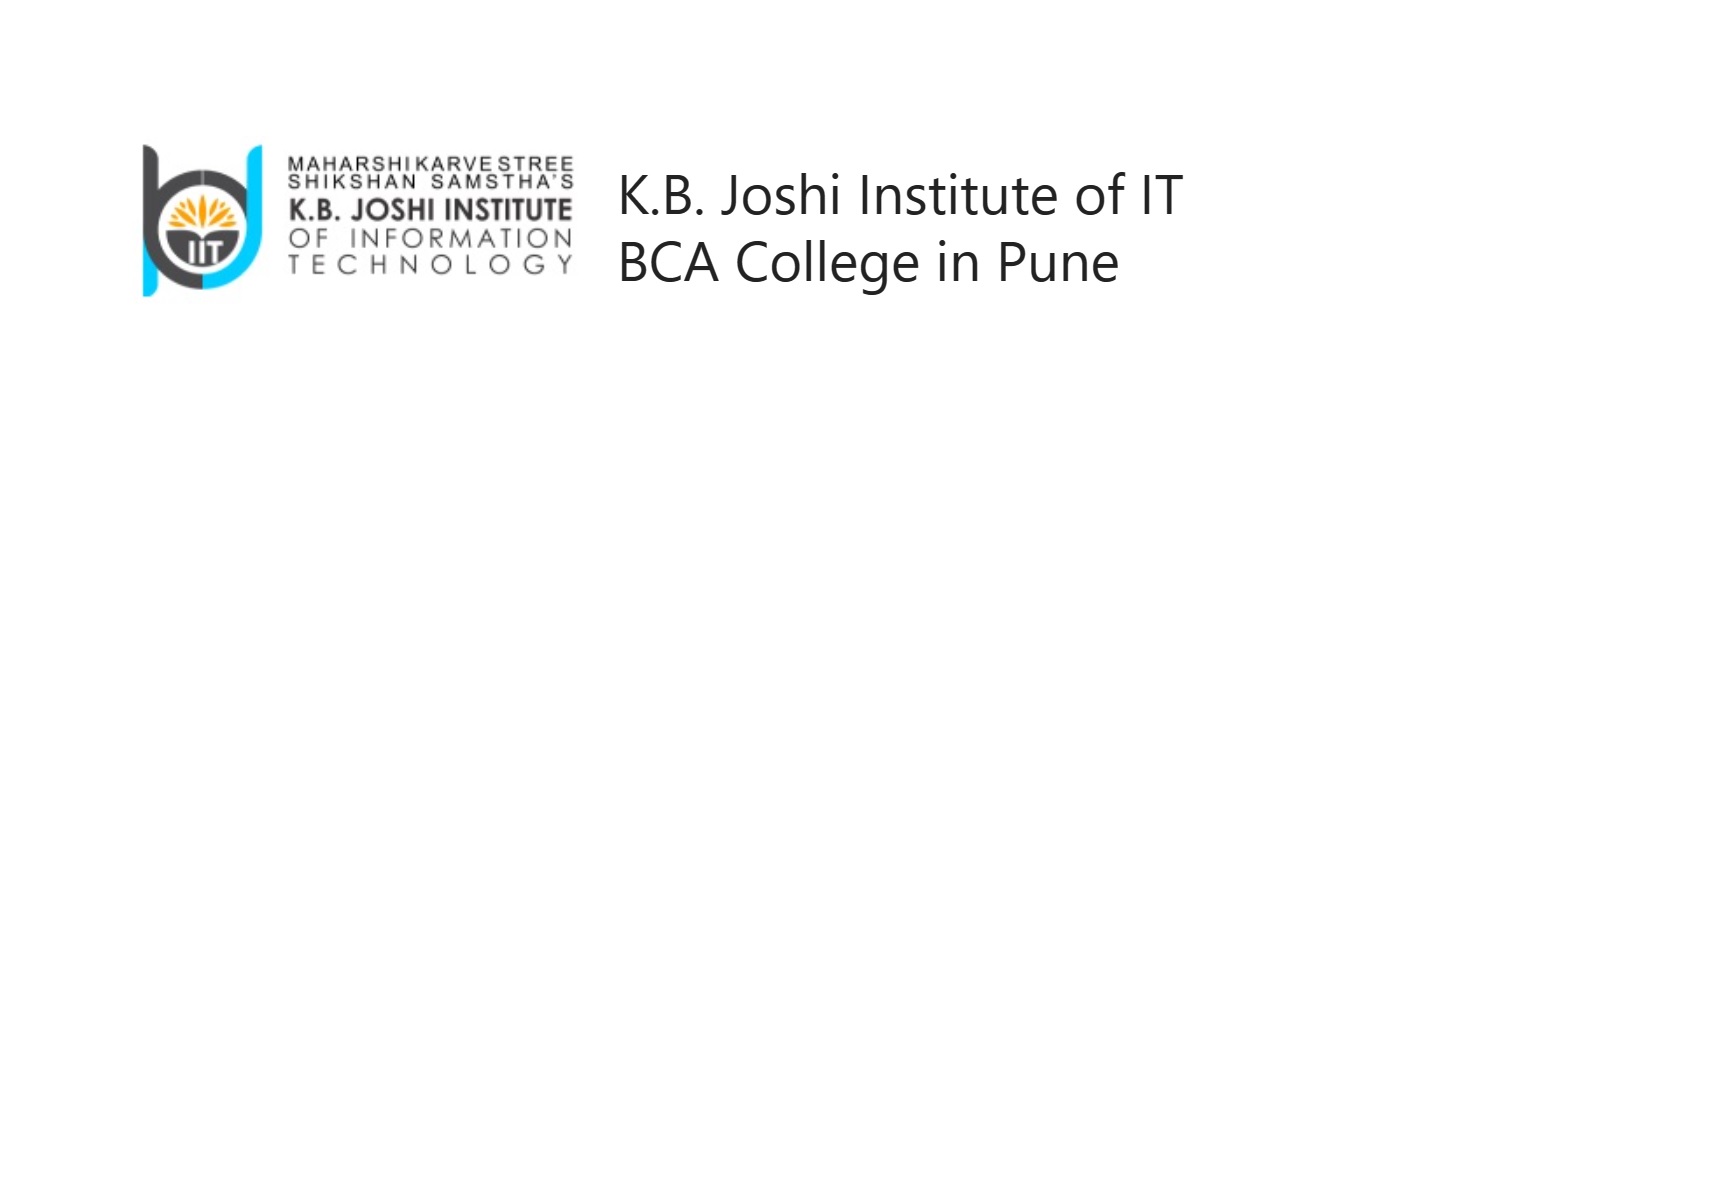 MAHARSHI KARVE STREE
SHIKSHAN SAMSTHA'S
K.B. JOSHI INSTITUTE
OF INFORMATION
TECHNOLOGY
IIT
K.B. Joshi Institute of IT
BCA College in Pune